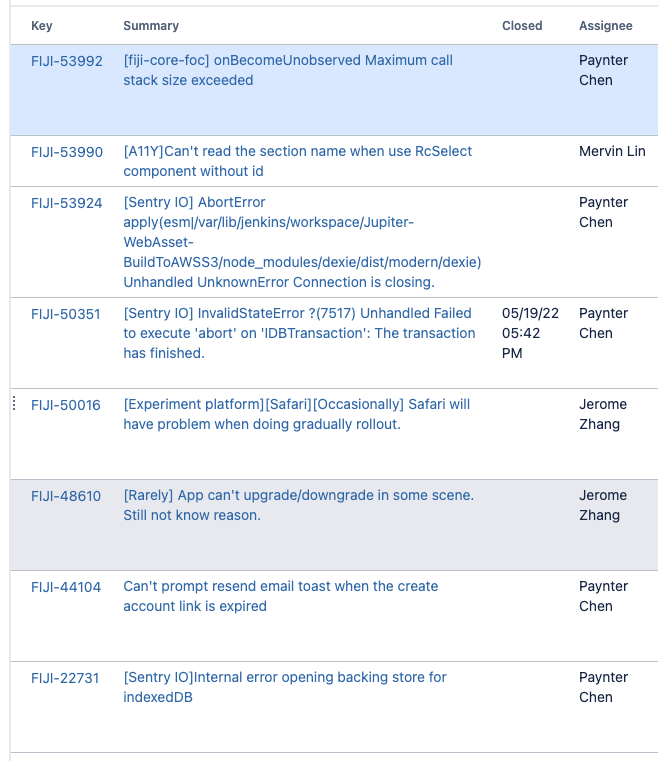 Key Summary Closed Assignee
FIJI-53992 [fiji-core-foc] onBecomeUnobserved Maximum call Paynter
stack size exceeded Chen
FIJI-53990 [A11Y]Can't read the section name when use RcSelect Mervin Lin
component without id
FIJI-53924 [Sentry IO] AbortError Paynter
apply(esm|/var/lib/jenkins/workspace/Jupiter- Chen
WebAsset-
BuildToAWSS3/node_modules/dexie/dist/modern/dexie)
Unhandled UnknownError Connection is closing.
FIJI-50351 [Sentry IO] InvalidStateError ?(7517) Unhandled Failed 05/19/22 Paynter
to execute 'abort' on 'IDBTransaction': The transaction 05:42 Chen
has finished. PM
FIJI-50016 [Experiment platform][Safari][Occasionally] Safari will Jerome
have problem when doing gradually rollout. Zhang
FIJI-48610 [Rarely] App can't upgrade/downgrade in some scene. Jerome
Still not know reason. Zhang
FIJI-44104 Can't prompt resend email toast when the create Paynter
account link is expired Chen
FIJI-22731 [Sentry IO]Internal error opening backing store for Paynter
indexedDB Chen